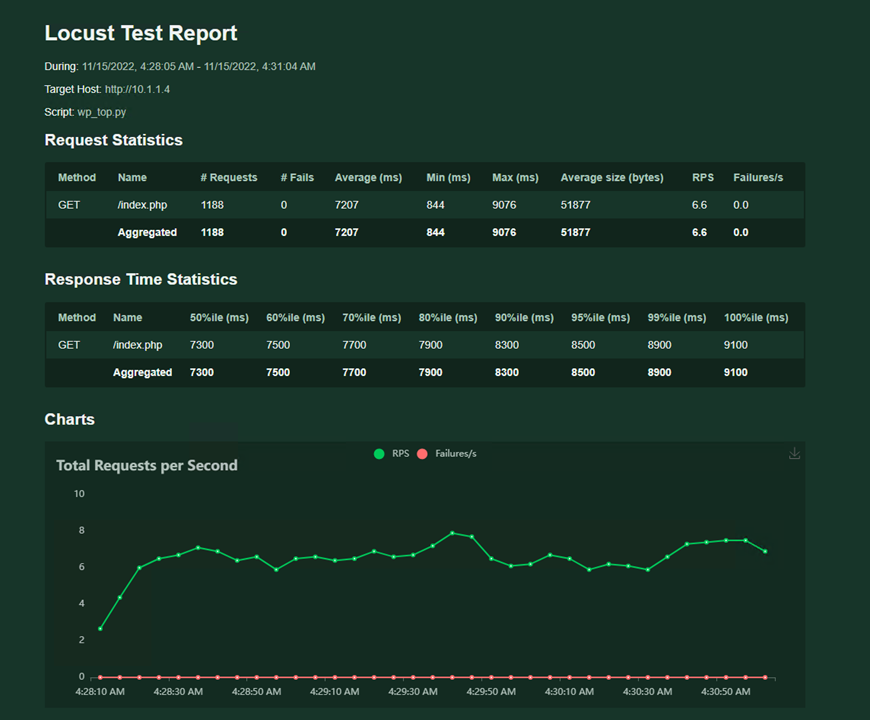 Locust Test Report
During: 11/15/2022, 4:28:05 AM - 11/15/2022, 4:31:04 AM
Target Host: http://10.1.1.4
Script: wp_top.py
Request Statistics
Method Name # Requests # Fails Average (ms) Min (ms) Max (ms) Average size (bytes) RPS Failures/s
GET /index.php 1188 0 7207 844 9076 51877 6.6 0.0
Aggregated 1188 0 7207 844 9076 51877 6.6 0.0
Response Time Statistics
Method Name 50%ile (ms) 60%ile (ms) 70%ile (ms) 80%ile (ms) 90%ile (ms) 95%ile (ms) 99%ile (ms) 100%ile (ms)
GET /index.php 7300 7500 7700 7900 8300 8500 8900 9100
Aggregated 7300 7500 7700 7900 8300 8500 8900 9100
Charts
RPS Failures/s
Total Requests per Second
10
8
6
4
2
0
4:28:10 AM 4:28:30 AM 4:28:50 AM 4:29:10 AM 4:29:30 AM 4:29:50 AM 4:30:10 AM 4:30:30 AM 4:30:50 AM